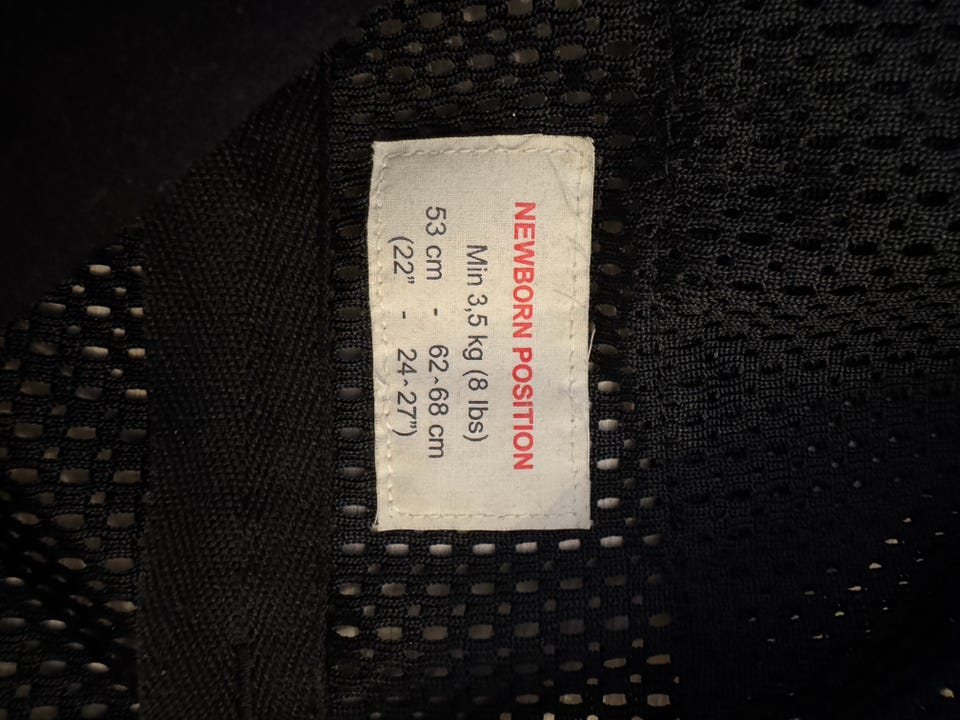 NEWBORN POSITION
Min 3,5 kg (8 lbs)
53 cm - 62-68 cm
(22” - 24-27”)